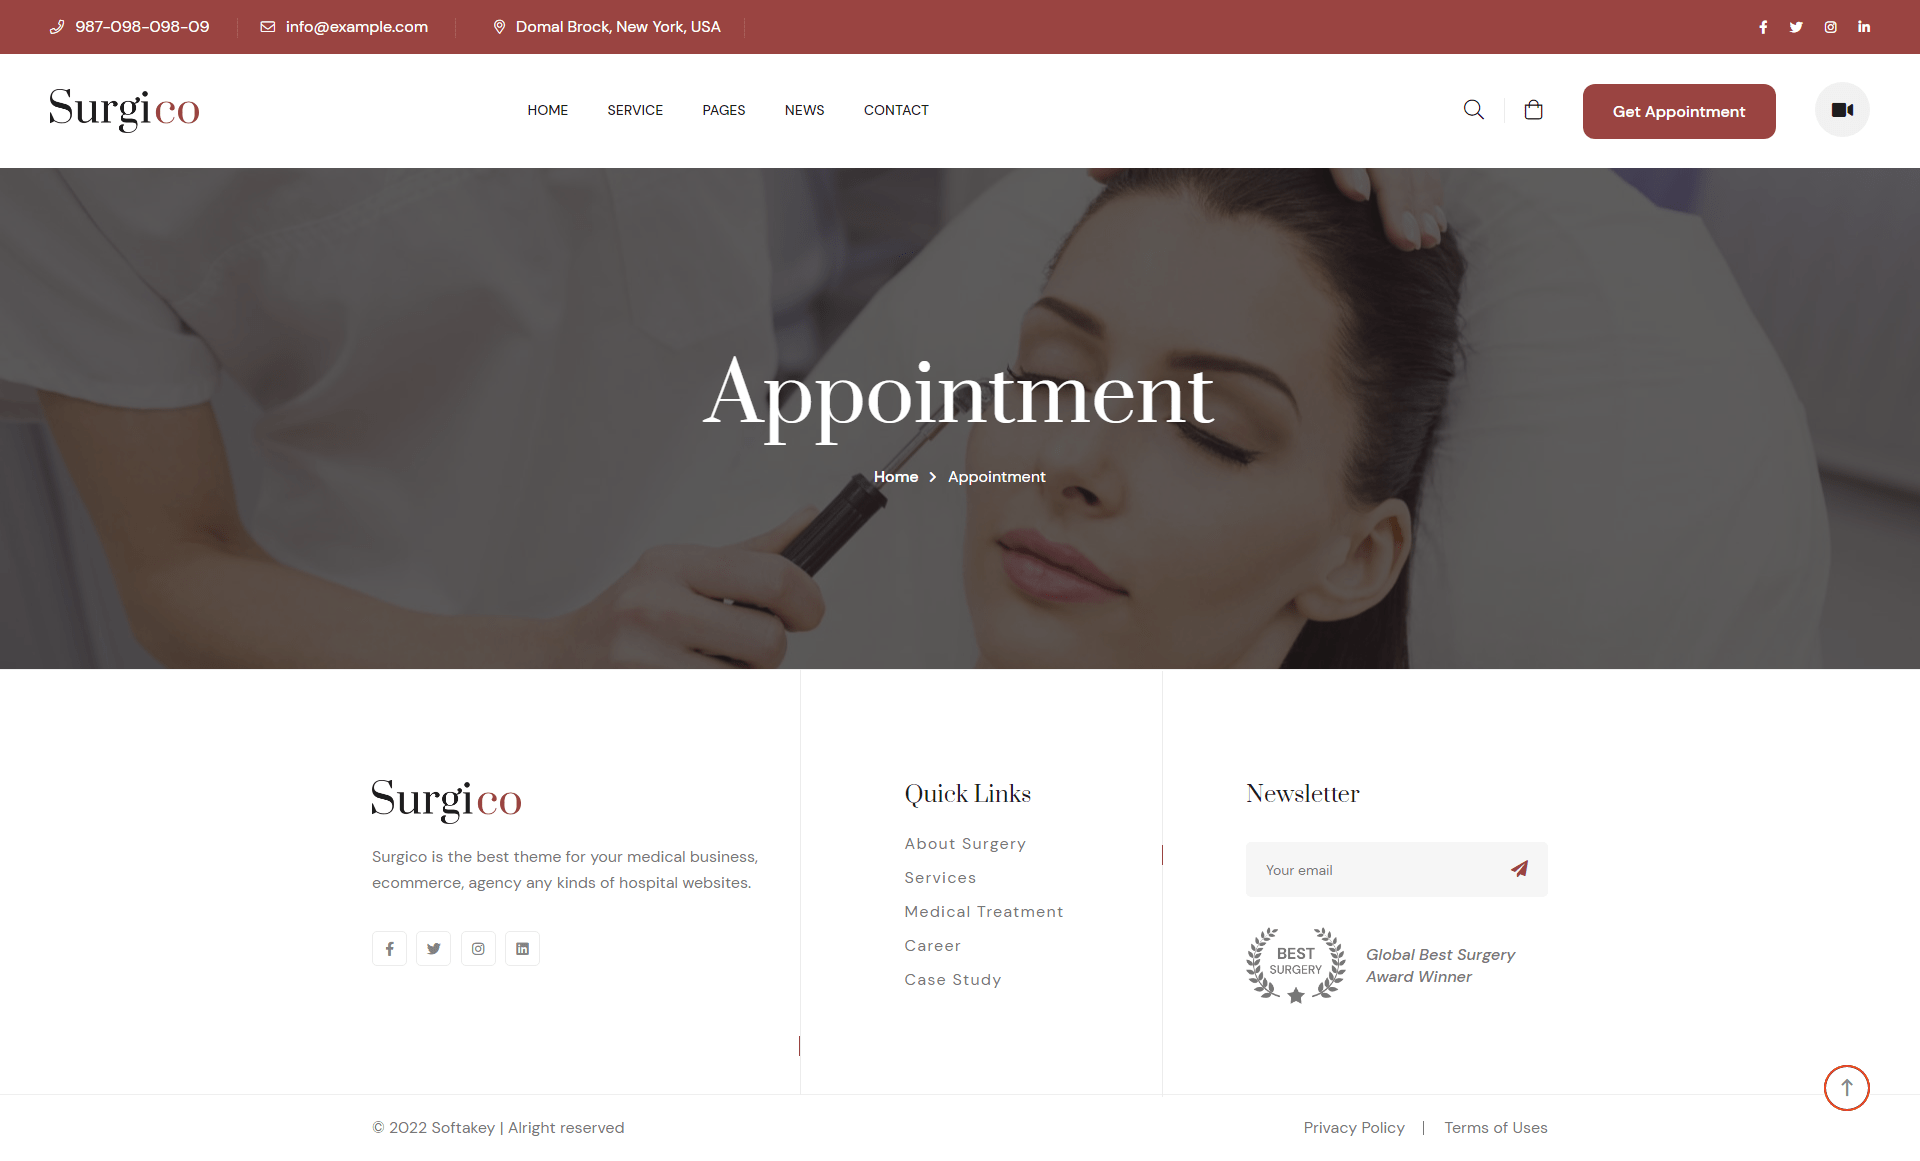 987-098-098-09
info@example.com
Domal Brock, New York, USA
Surgico
HOME
SERVICE
PAGES
NEWS
CONTACT
Get Appointment
Appointment
Home
Appointment
Surgico
Surgico is the best theme for your medical business,
ecommerce, agency any kinds of hospital websites.
Quick Links
About Surgery
Services
Medical Treatment
Career
Case Study
Newsletter
Your email
BEST
SURGERY
Global Best Surgery
Award Winner
© 2022 Softakey | Alright reserved
Privacy Policy | Terms of Uses